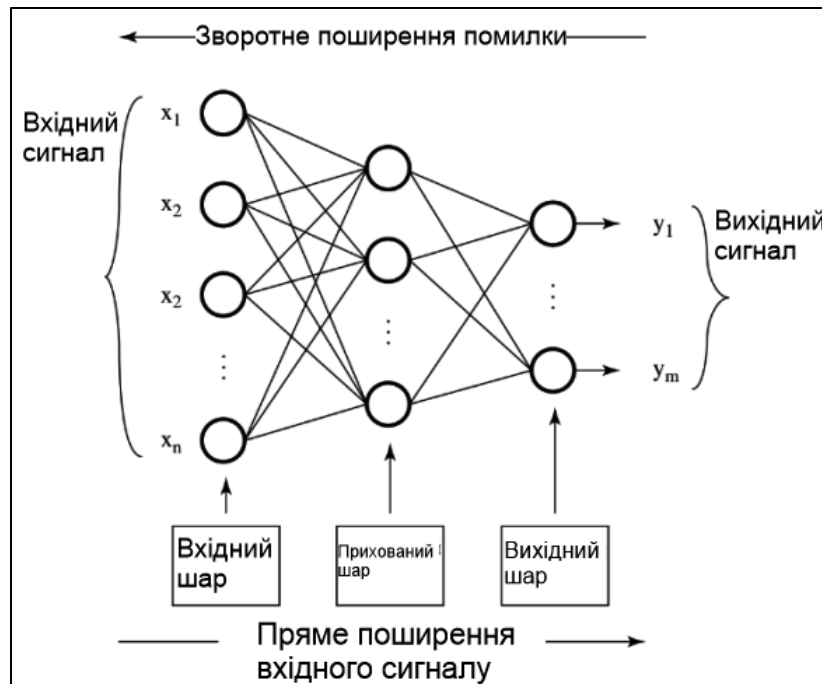 Зворотне поширення помилки
Вхідний
сигнал
x1
x2
x2
xn
y1
ym
Вихідний
сигнал
Вхідний
шар
Прихований
шар
Вихідний
шар
Пряме поширення
вхідного сигналу